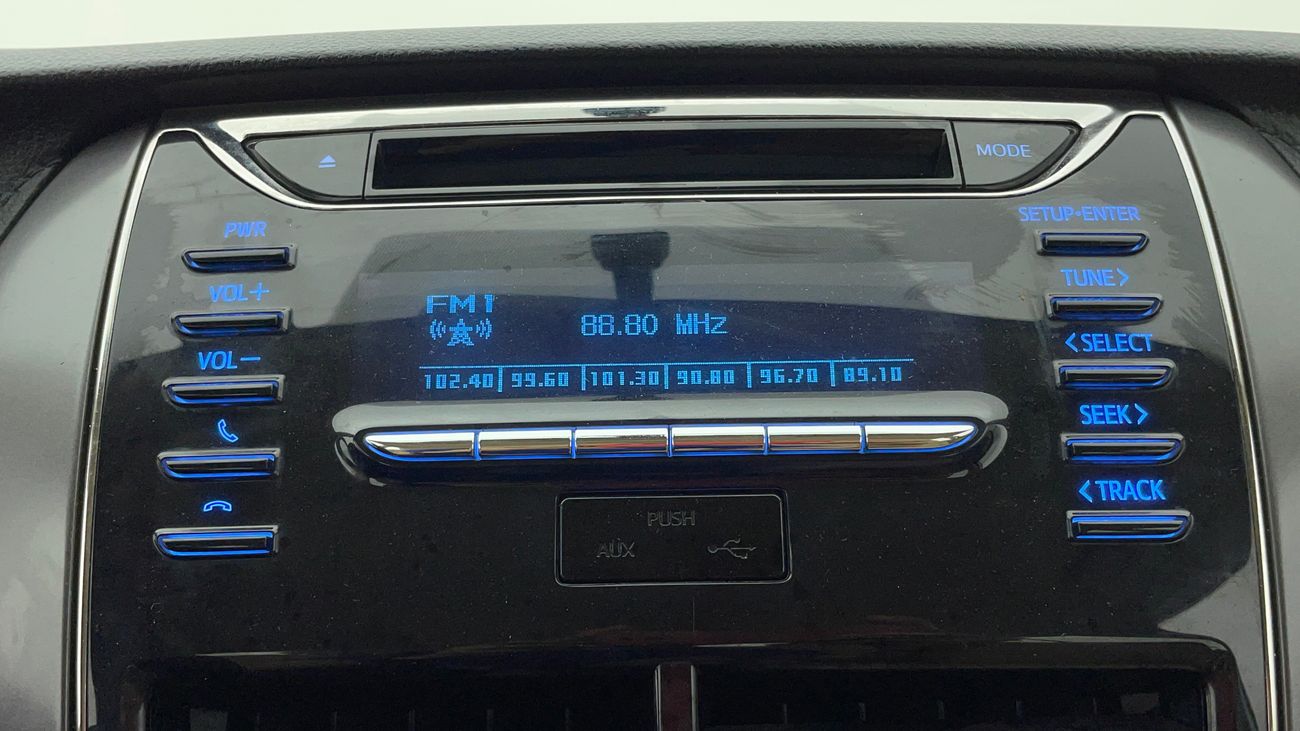 MODE
PWR
SETUP•ENTER
VOL+
TUNE>
FM1
88.80 MHz
VOL−
<SELECT
102.40 99.60 101.30 90.80 96.70 89.10
SEEK>
<TRACK
PUSH
AUX